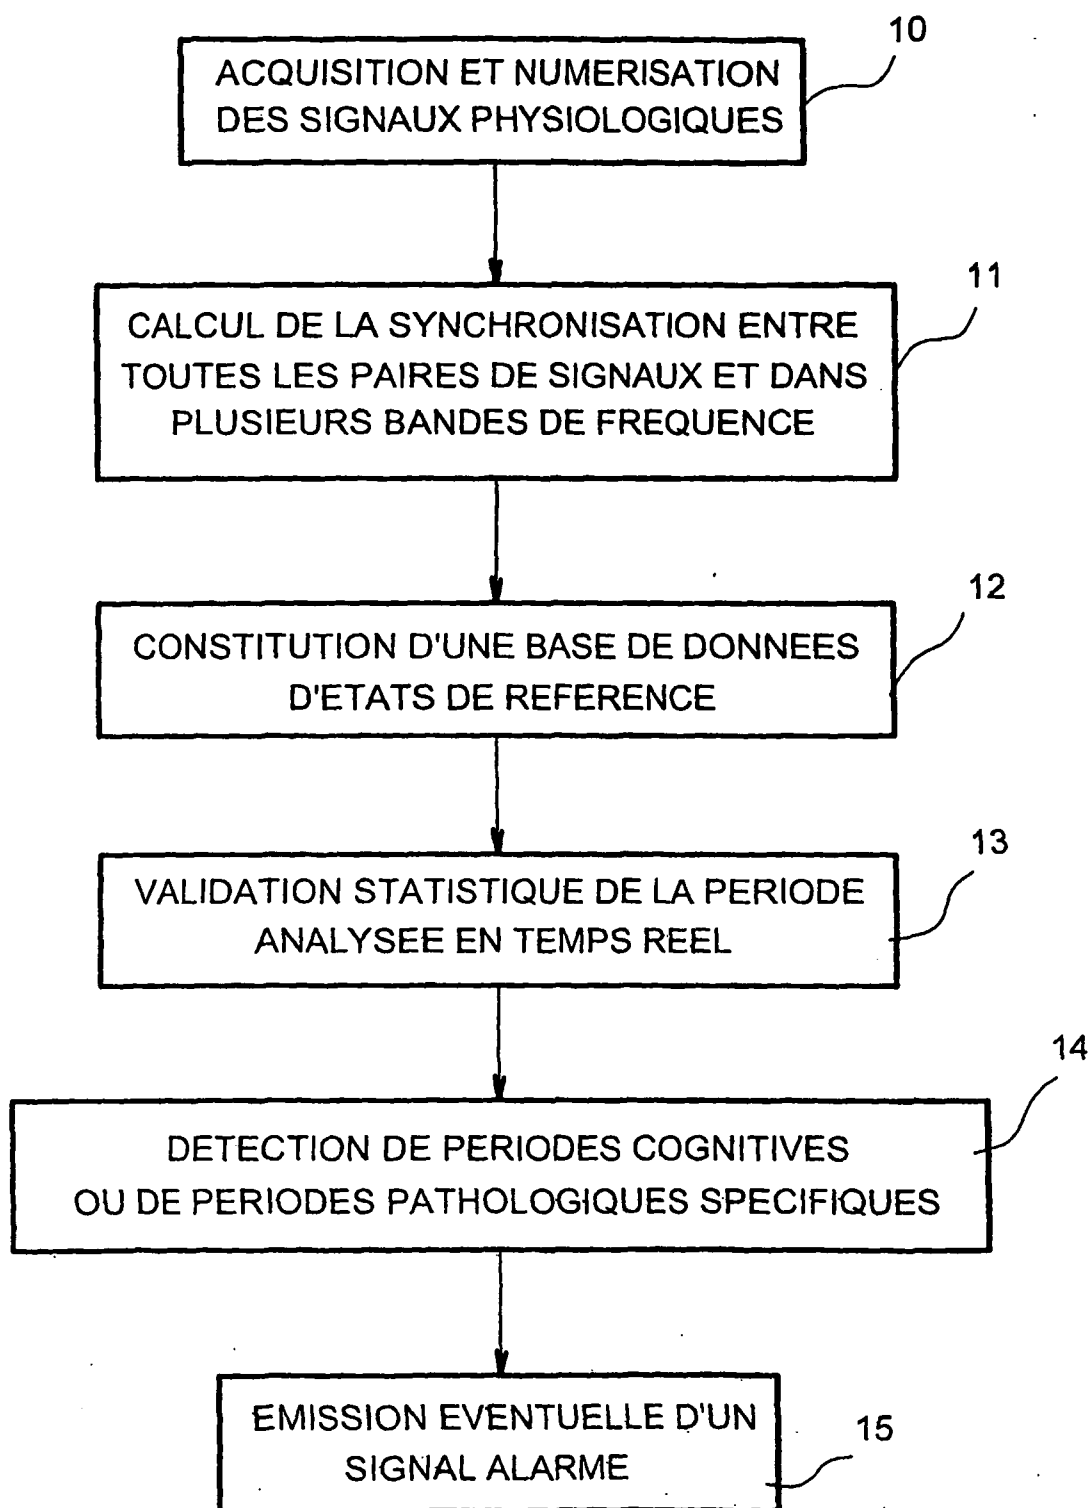 10
ACQUISITION ET NUMERISATION
DES SIGNAUX PHYSIOLOGIQUES
11
CALCUL DE LA SYNCHRONISATION ENTRE
TOUTES LES PAIRES DE SIGNAUX ET DANS
PLUSIEURS BANDES DE FREQUENCE
12
CONSTITUTION D'UNE BASE DE DONNEES
D'ETATS DE REFERENCE
13
VALIDATION STATISTIQUE DE LA PERIODE
ANALYSEE EN TEMPS REEL
14
DETECTION DE PERIODES COGNITIVES
OU DE PERIODES PATHOLOGIQUES SPECIFIQUES
EMISSION EVENTUELLE D'UN
15
SIGNAL ALARME